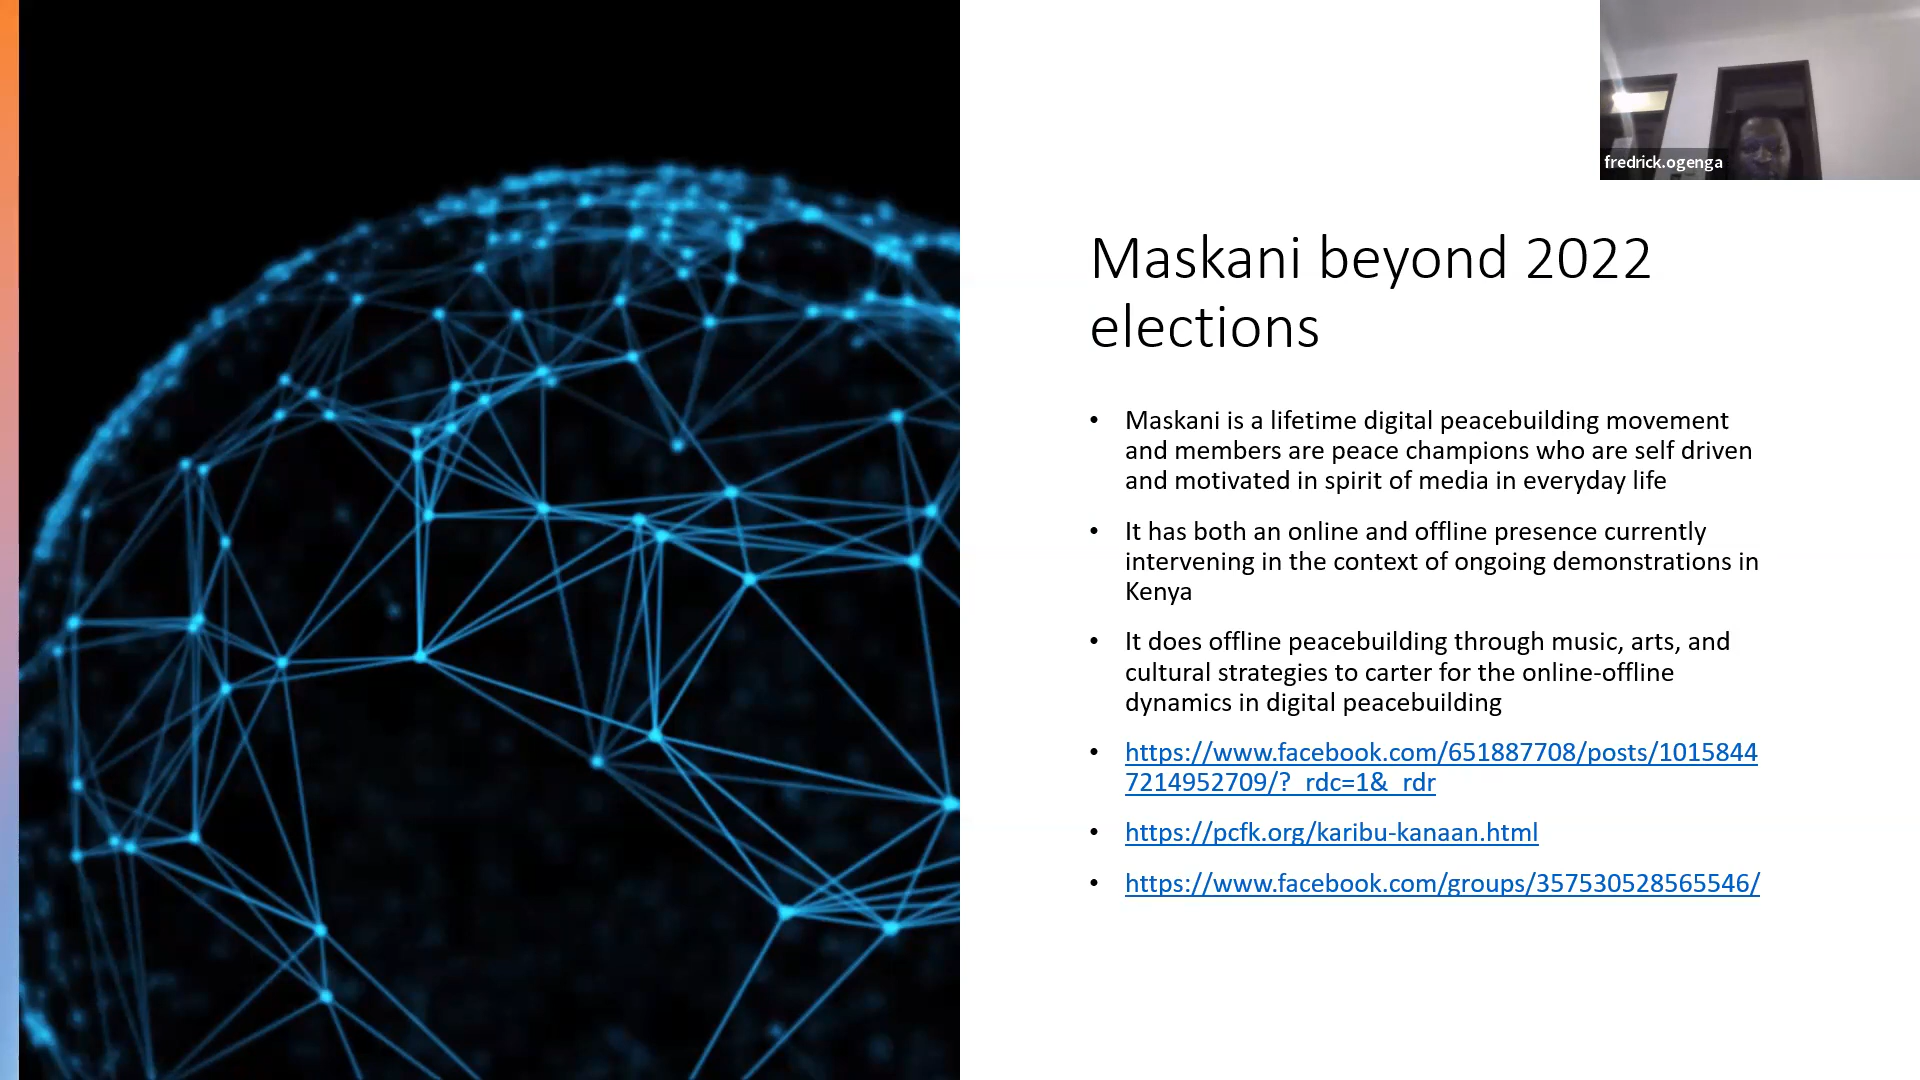 fredrick.ogenga
Maskani beyond 2022
elections
• Maskani is a lifetime digital peacebuilding movement
and members are peace champions who are self driven
and motivated in spirit of media in everyday life
• It has both an online and offline presence currently
intervening in the context of ongoing demonstrations in
Kenya
• It does offline peacebuilding through music, arts, and
cultural strategies to carter for the online-offline
dynamics in digital peacebuilding
• https://www.facebook.com/651887708/posts/1015844
7214952709/?_rdc=1&_rdr
• https://pcfk.org/karibu-kanaan.html
• https://www.facebook.com/groups/357530528565546/